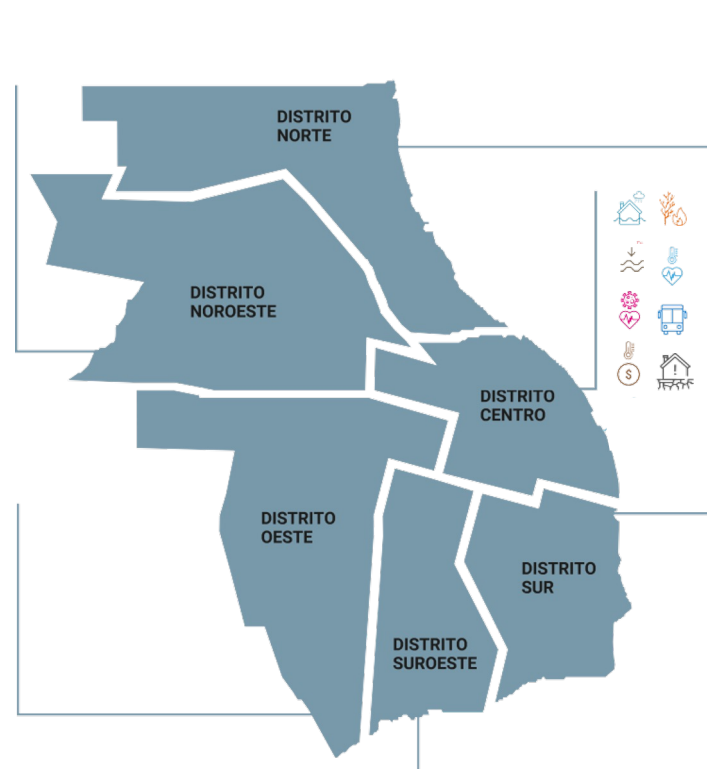 DISTRITO
NORTE
DISTRITO
NOROESTE
DISTRITO
CENTRO
$
!
DISTRITO
OESTE
DISTRITO
SUR
DISTRITO
SUROESTE